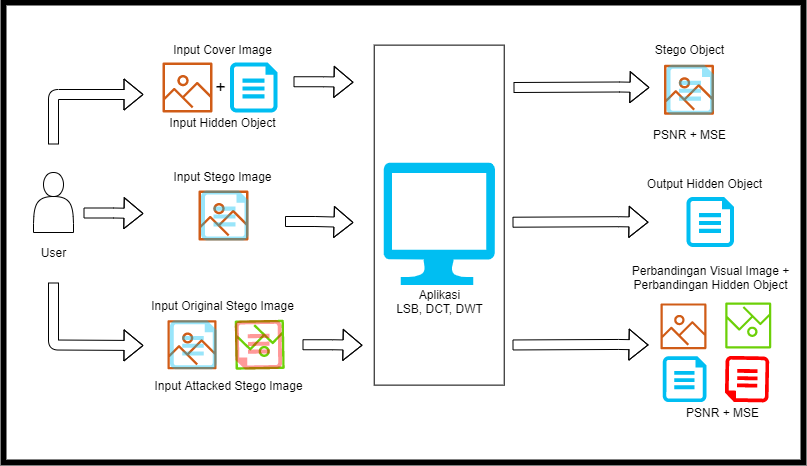 Input Cover Image
+
Input Hidden Object
Stego Object
PSNR + MSE
Input Stego Image
Output Hidden Object
User
Aplikasi
LSB, DCT, DWT
Input Original Stego Image
Input Attacked Stego Image
Perbandingan Visual Image +
Perbandingan Hidden Object
PSNR + MSE